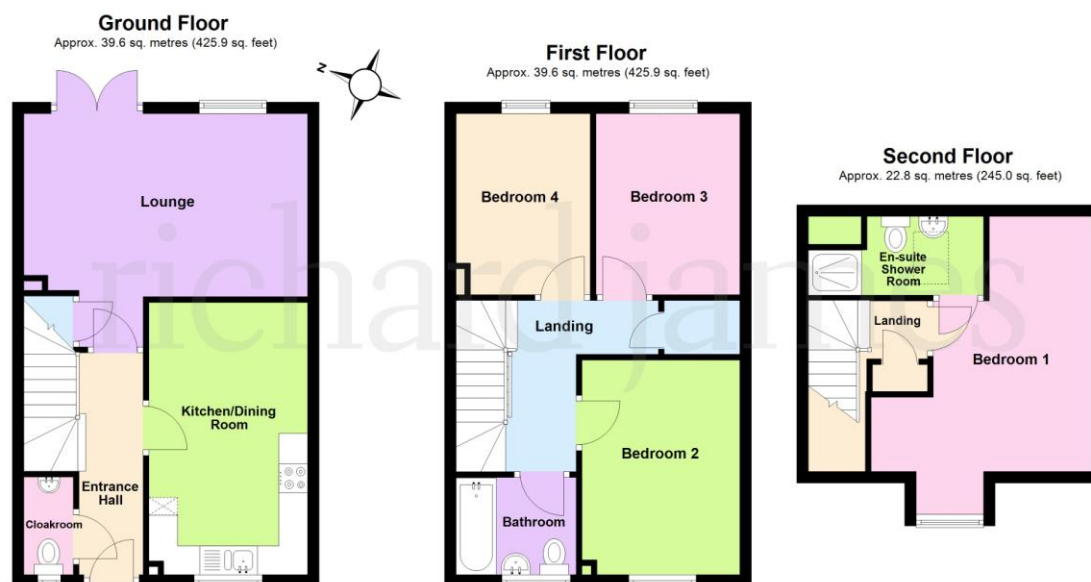 Ground Floor
Approx. 39.6 sq. metres (425.9 sq. feet)
N
Lounge
Kitchen/Dining
Room
Entrance
Hall
Cloakroom
First Floor
Approx. 39.6 sq. metres (425.9 sq. feet)
Bedroom 4
Bedroom 3
Landing
Bedroom 2
Bathroom
Second Floor
Approx. 22.8 sq. metres (245.0 sq. feet)
En-suite
Shower
Room
Landing
Bedroom 1
richard james